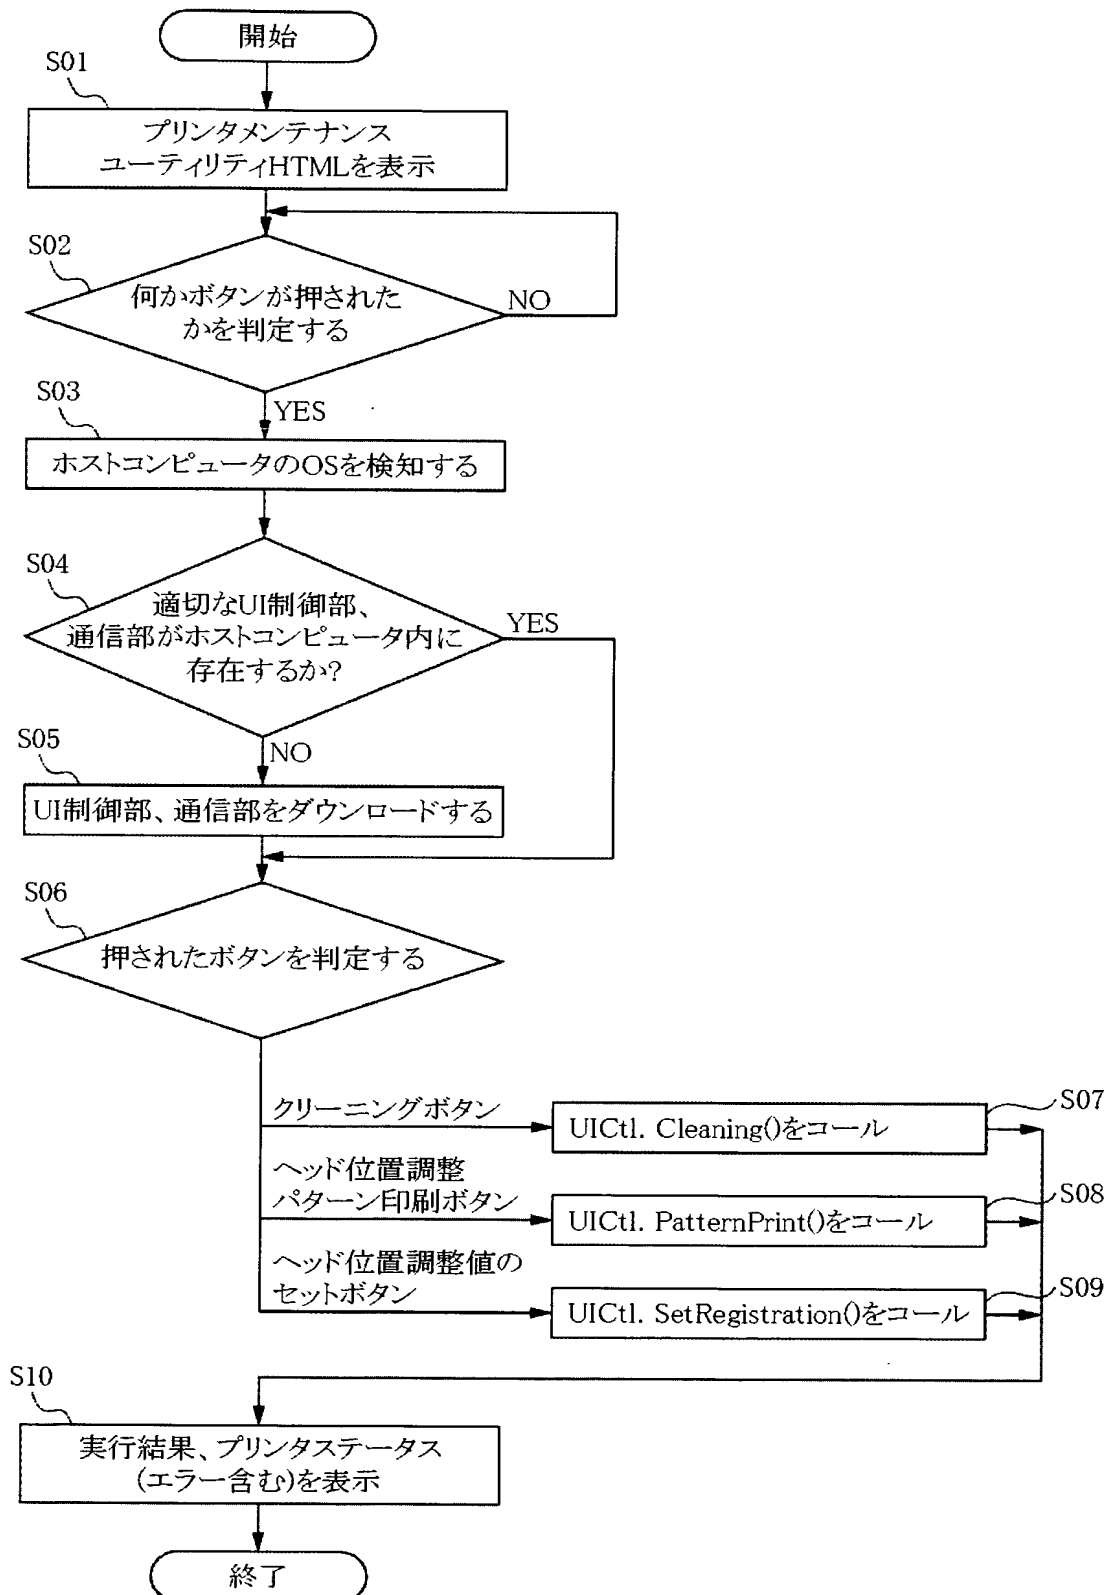 開始
S01
プリンタメンテナンス
ユーティリティHTMLを表示
S02
何かボタンが押された
かを判定する
NO
S03
YES
ホストコンピュータのOSを検知する
S04
適切なUI制御部、
通信部がホストコンピュータ内に
存在するか?
YES
S05
NO
UI制御部、通信部をダウンロードする
S06
押されたボタンを判定する
クリーニングボタン
UICtl. Cleaning()をコール
S07
ヘッド位置調整
パターン印刷ボタン
UICtl. PatternPrint()をコール
S08
ヘッド位置調整値の
セットボタン
UICtl. SetRegistration()をコール
S09
S10
実行結果、プリンタステータス
(エラー含む)を表示
終了